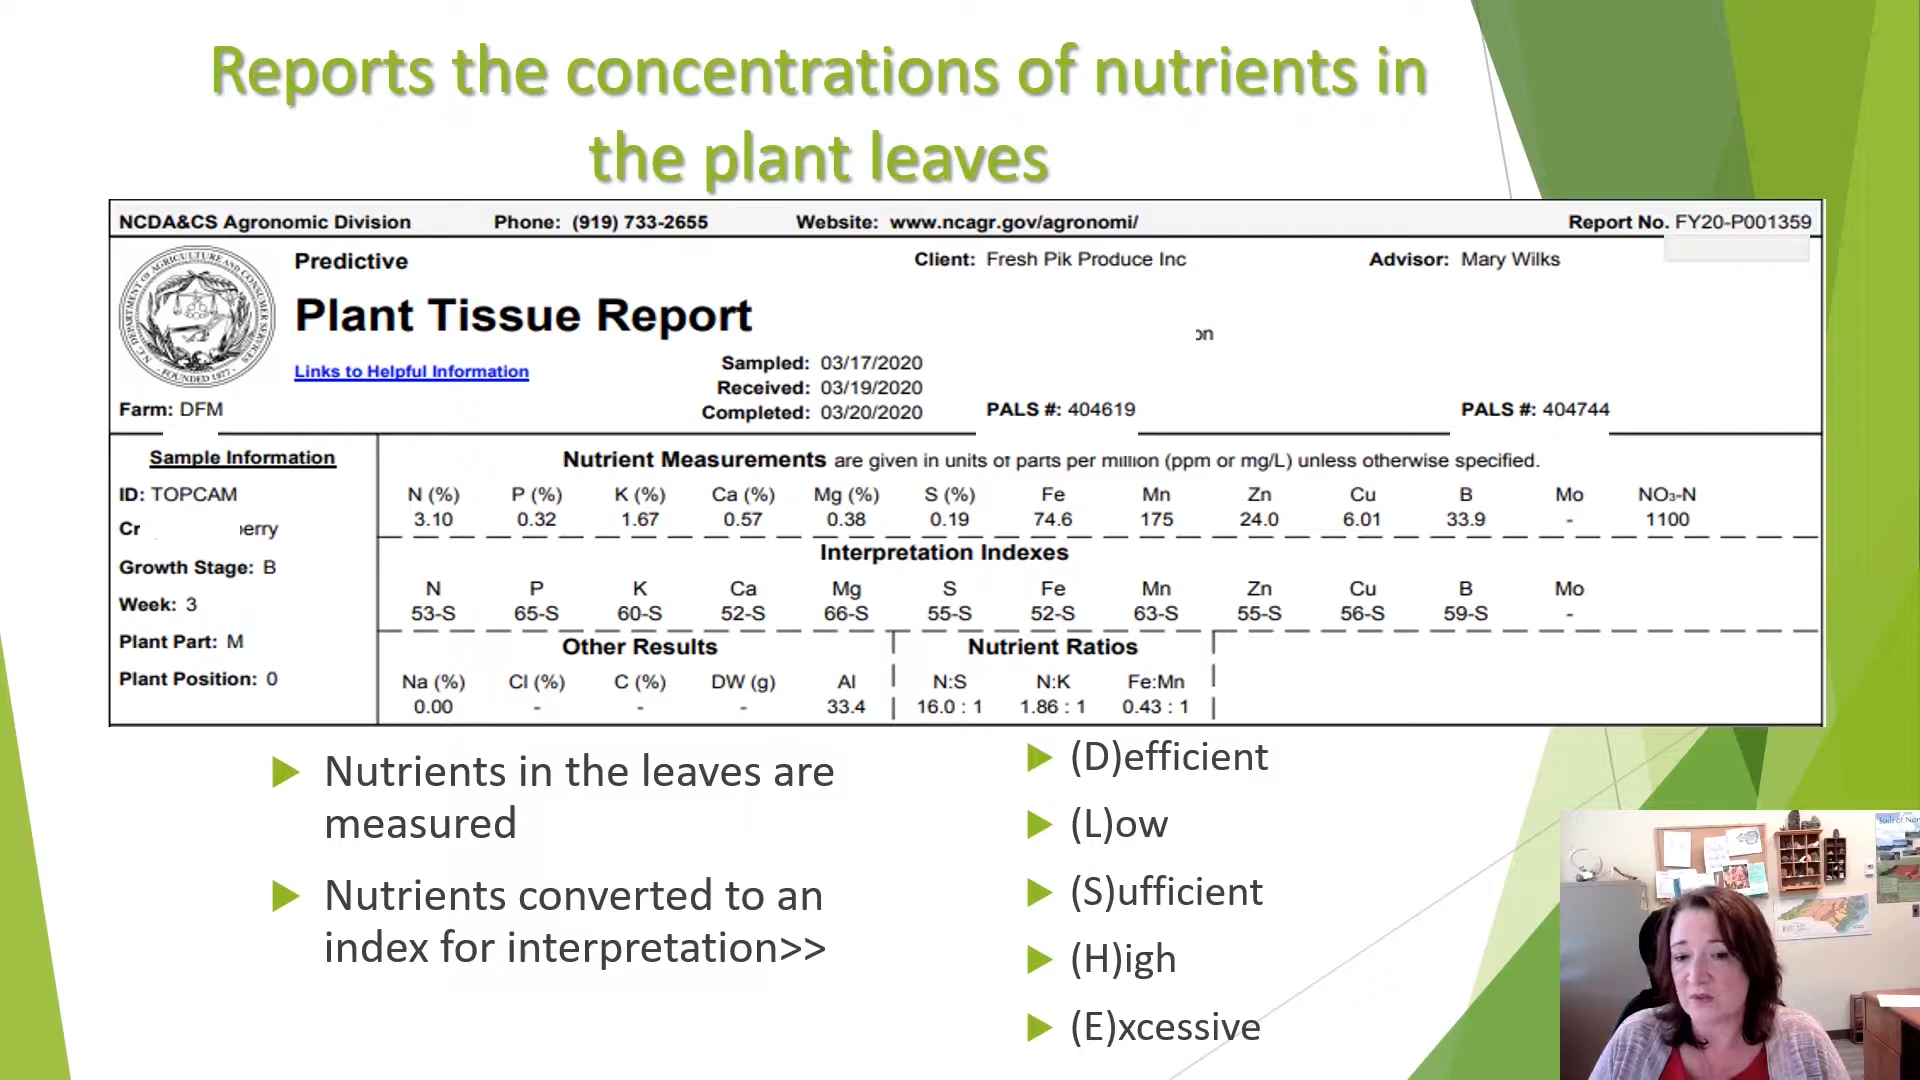 Reports the concentrations of nutrients in
the plant leaves
NCDA&CS Agronomic Division Phone: (919) 733-2655 Website: www.ncagr.gov/agronomi/ Report No. FY20-P001359
Predictive Client: Fresh Pik Produce Inc Advisor: Mary Wilks
Plant Tissue Report
Links to Helpful Information
Sampled: 03/17/2020
Received: 03/19/2020
Completed: 03/20/2020
Farm: DFM PALS #: 404619 PALS #: 404744
Sample Information
ID: TOPCAM
Cr erry
Growth Stage: B
Week: 3
Plant Part: M
Plant Position: 0
Nutrient Measurements are given in units of parts per million (ppm or mg/L) unless otherwise specified.
N (%) P (%) K (%) Ca (%) Mg (%) S (%) Fe Mn Zn Cu B Mo NO₃-N
3.10 0.32 1.67 0.57 0.38 0.19 74.6 175 24.0 6.01 33.9 - 1100
Interpretation Indexes
N P K Ca Mg S Fe Mn Zn Cu B Mo
53-S 65-S 60-S 52-S 66-S 55-S 52-S 63-S 55-S 56-S 59-S -
Other Results
Na (%) Cl (%) C (%) DW (g) Al
0.00 - - - 33.4
Nutrient Ratios
N:S N:K Fe:Mn
16.0 : 1 1.86 : 1 0.43 : 1
Nutrients in the leaves are
measured
Nutrients converted to an
index for interpretation>>
(D)efficient
(L)ow
(S)ufficient
(H)igh
(E)xcessive